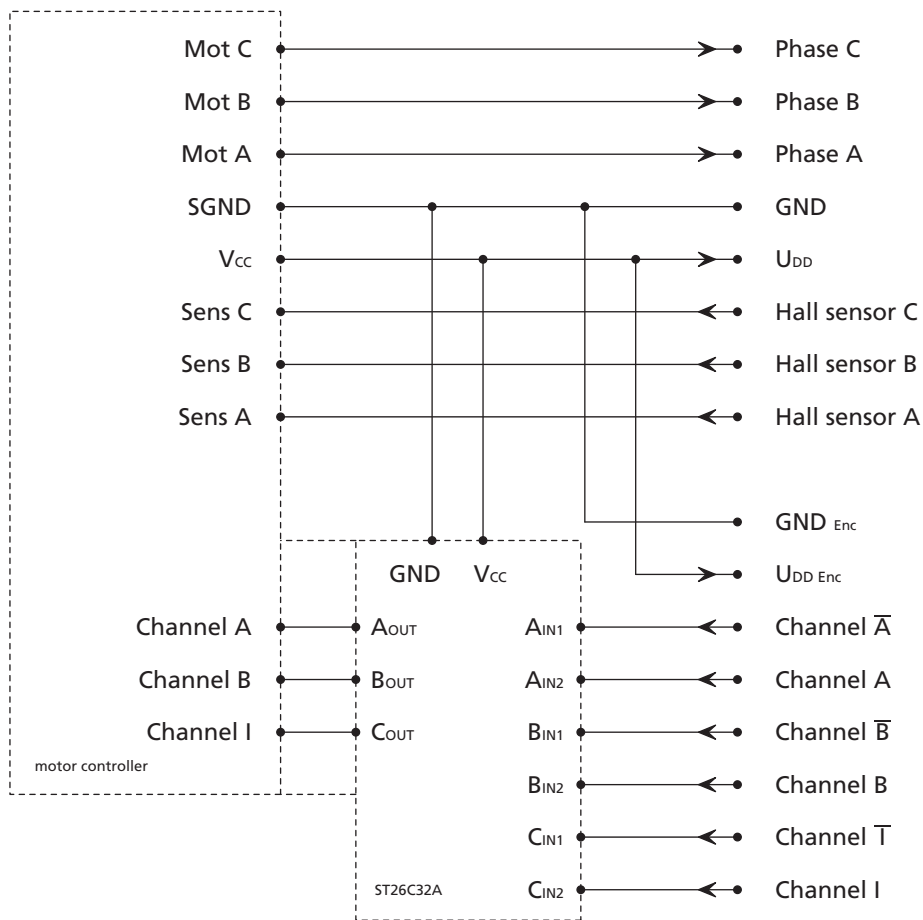 Mot C Phase C
Mot B Phase B
Mot A Phase A
SGND GND
Vcc UDD
Sens C Hall sensor C
Sens B Hall sensor B
Sens A Hall sensor A
GND Enc
GND Vcc UDD Enc
Channel A AOUT AIN1 Channel A̅
Channel B BOUT AIN2 Channel A
Channel I COUT BIN1 Channel B̅
motor controller
BIN2 Channel B
CIN1 Channel I̅
ST26C32A CIN2 Channel I